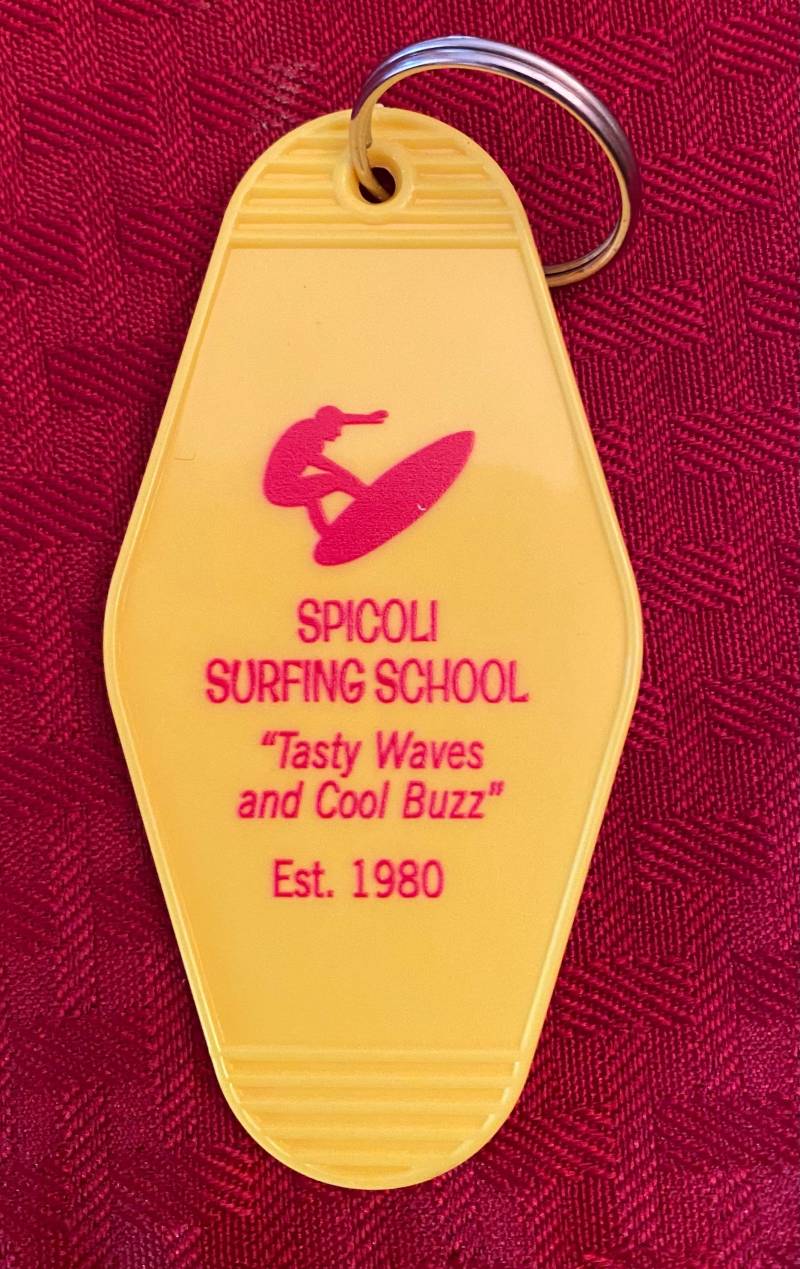 SPICOLI
SURFING SCHOOL
“Tasty Waves
and Cool Buzz”
Est. 1980